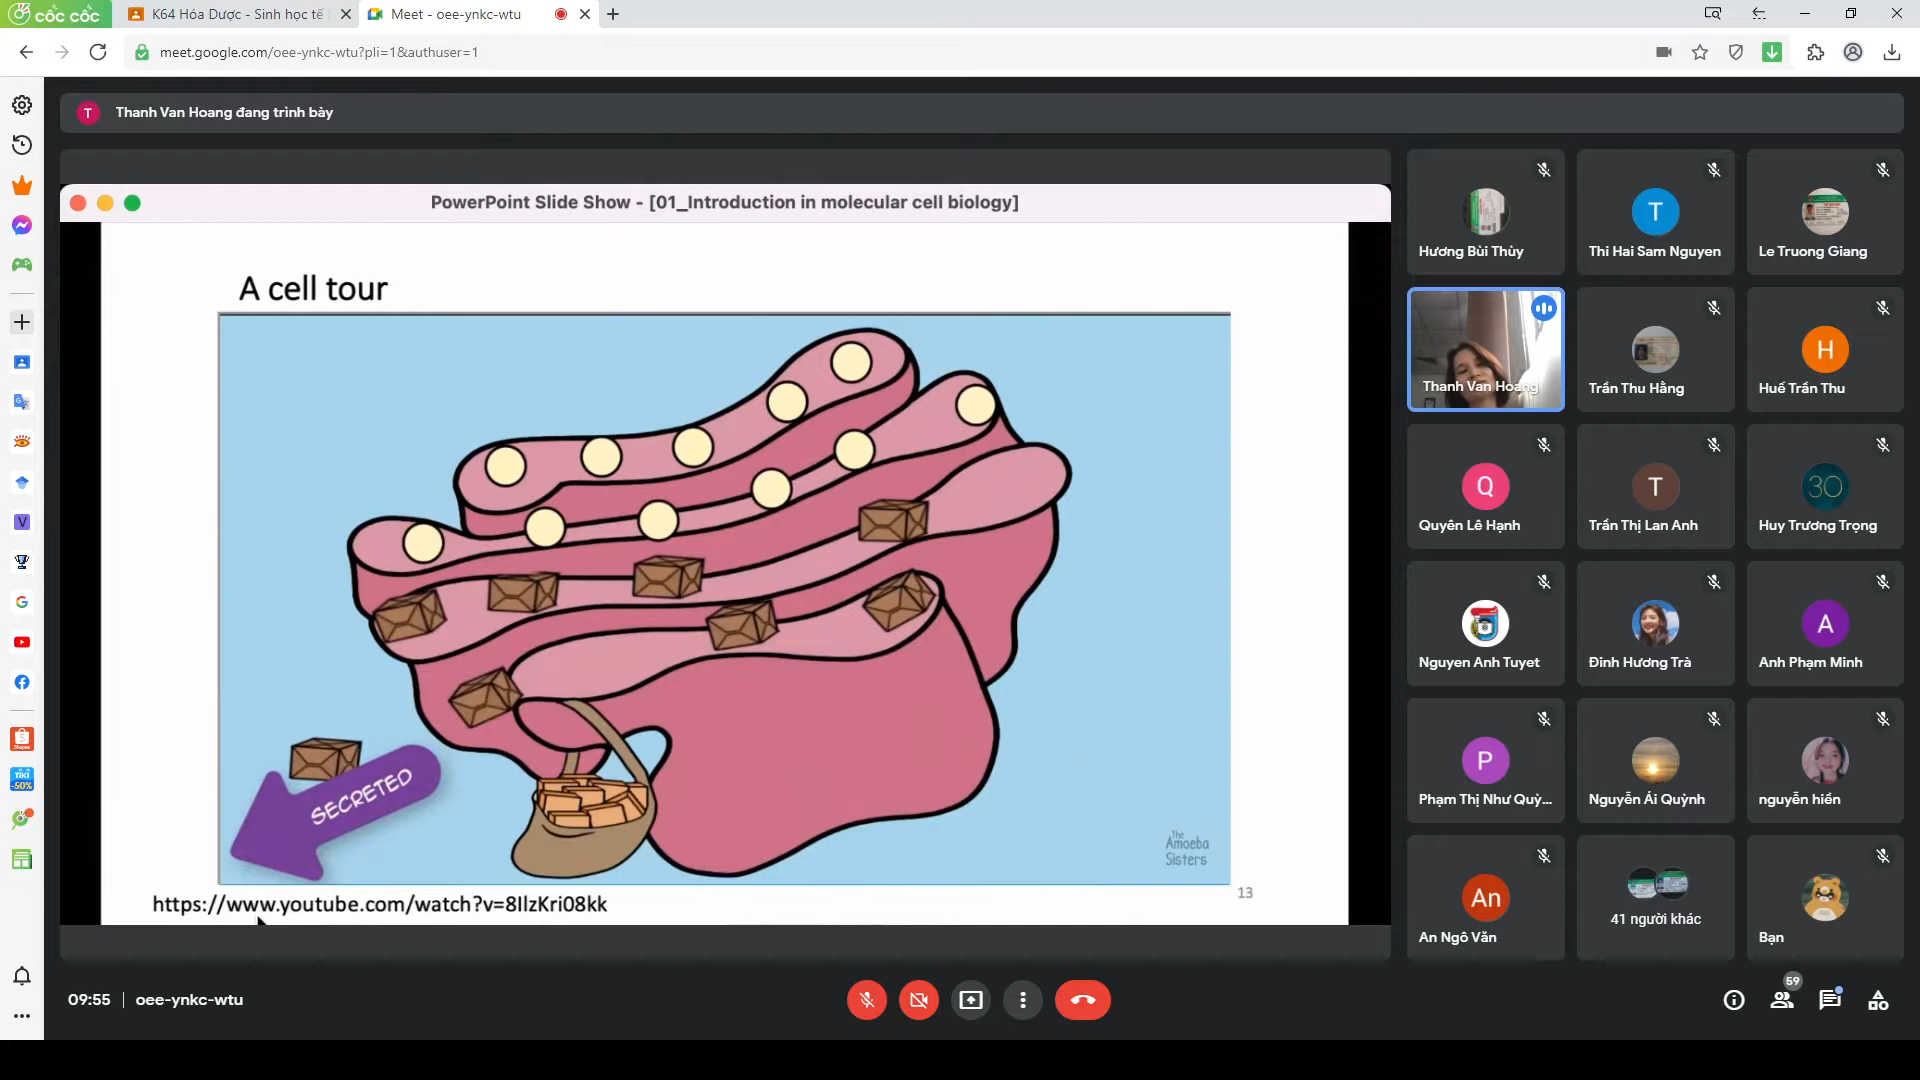 cốc cốc
K64 Hóa Dược - Sinh học tế
Meet - oee-ynkc-wtu
meet.google.com/oee-ynkc-wtu?pli=1&authuser=1
T
Thanh Van Hoang đang trình bày
PowerPoint Slide Show - [01_Introduction in molecular cell biology]
A cell tour
SECRETED
The
Amoeba
Sisters
https://www.youtube.com/watch?v=8IlzKri08kk
13
Hương Bùi Thùy
T
Thi Hai Sam Nguyen
Le Truong Giang
Thanh Van Hoang
Trần Thu Hằng
H
Huế Trần Thu
Q
Quyên Lê Hạnh
T
Trần Thị Lan Anh
30
Huy Trương Trọng
Nguyen Anh Tuyet
Đinh Hương Trà
A
Anh Phạm Minh
P
Phạm Thị Như Quỳ...
Nguyễn Ái Quỳnh
nguyễn hiền
An
An Ngô Văn
41 người khác
Bạn
V
G
Shopee
TIKI
-50%
09:55
oee-ynkc-wtu
59